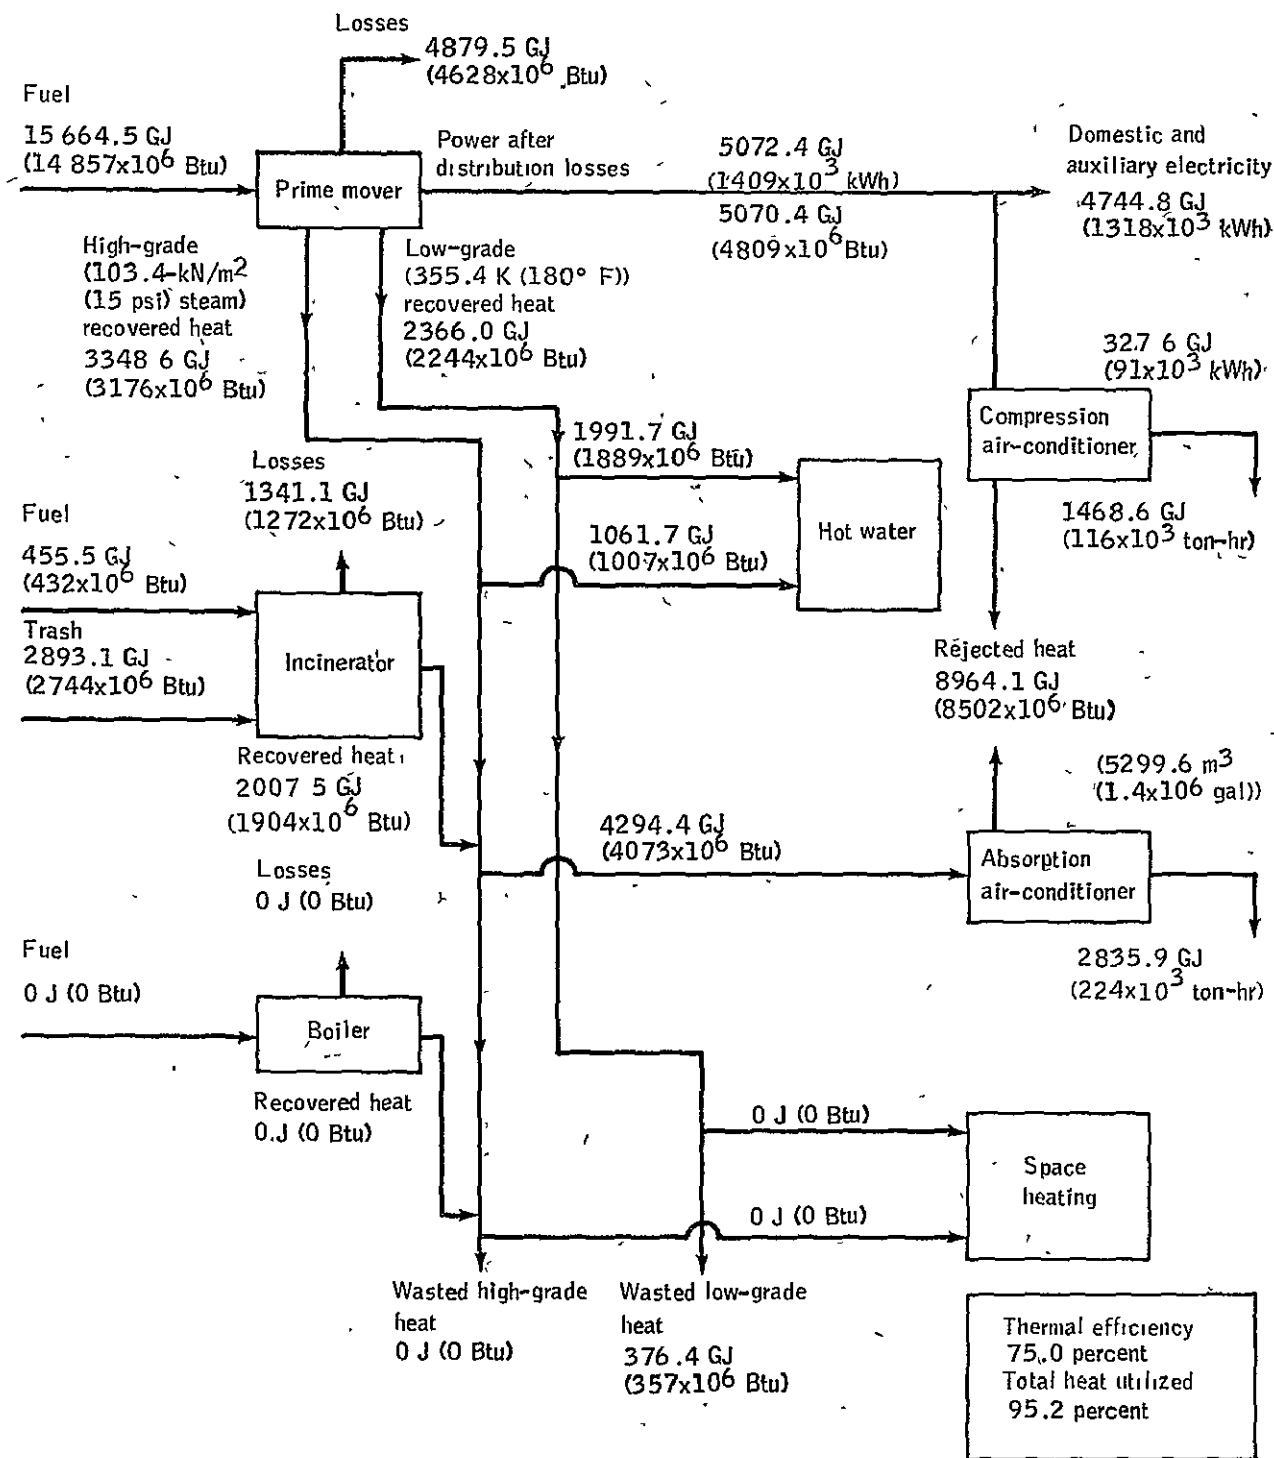 Losses
4879.5 GJ
(4628x10⁶ Btu)
Fuel
15 664.5 GJ
(14 857x10⁶ Btu)
Prime mover
Power after
distribution losses
5072.4 GJ
(1409x10³ kWh)
5070.4 GJ
(4809x10⁶ Btu)
Domestic and
auxiliary electricity
4744.8 GJ
(1318x10³ kWh)
High-grade
(103.4-kN/m²
(15 psi) steam)
recovered heat
3348 6 GJ
(3176x10⁶ Btu)
Low-grade
(355.4 K (180° F))
recovered heat
2366.0 GJ
(2244x10⁶ Btu)
32.7 6 GJ
(91x10³ kWh)
Compression
air-conditioner
1468.6 GJ
(116x10³ ton-hr)
1991.7 GJ
(1889x10⁶ Btu)
1061.7 GJ
(1007x10⁶ Btu)
Hot water
Losses
1341.1 GJ
(1272x10⁶ Btu)
Fuel
455.5 GJ
(432x10⁶ Btu)
Trash
2893.1 GJ
(2744x10⁶ Btu)
Incinerator
Recovered heat
2007 5 GJ
(1904x10⁶ Btu)
Rejected heat
8964.1 GJ
(8502x10⁶ Btu)
(5299.6 m³
(1.4x10⁶ gal))
4294.4 GJ
(4073x10⁶ Btu)
Absorption
air-conditioner
2835.9 GJ
(224x10³ ton-hr)
Losses
0 J (0 Btu)
Fuel
0 J (0 Btu)
Boiler
Recovered heat
0.J (0 Btu)
0 J (0 Btu)
0 J (0 Btu)
Space
heating
Wasted high-grade
heat
0 J (0 Btu)
Wasted low-grade
heat
376.4 GJ
(357x10⁶ Btu)
Thermal efficiency
75.0 percent
Total heat utilized
95.2 percent